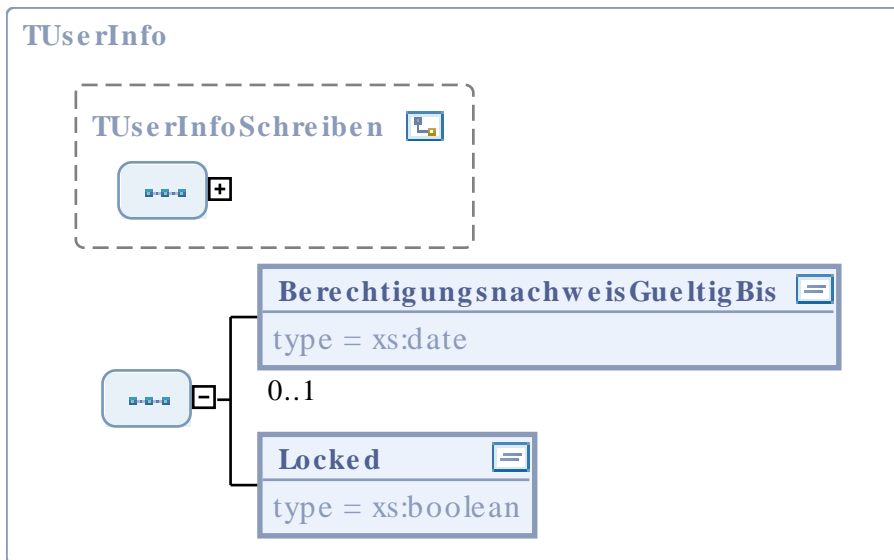 TUserInfo
TUserInfoSchreiben
BerechtigungsnachweisGueltigBis
type = xs:date
0..1
Locked
type = xs:boolean